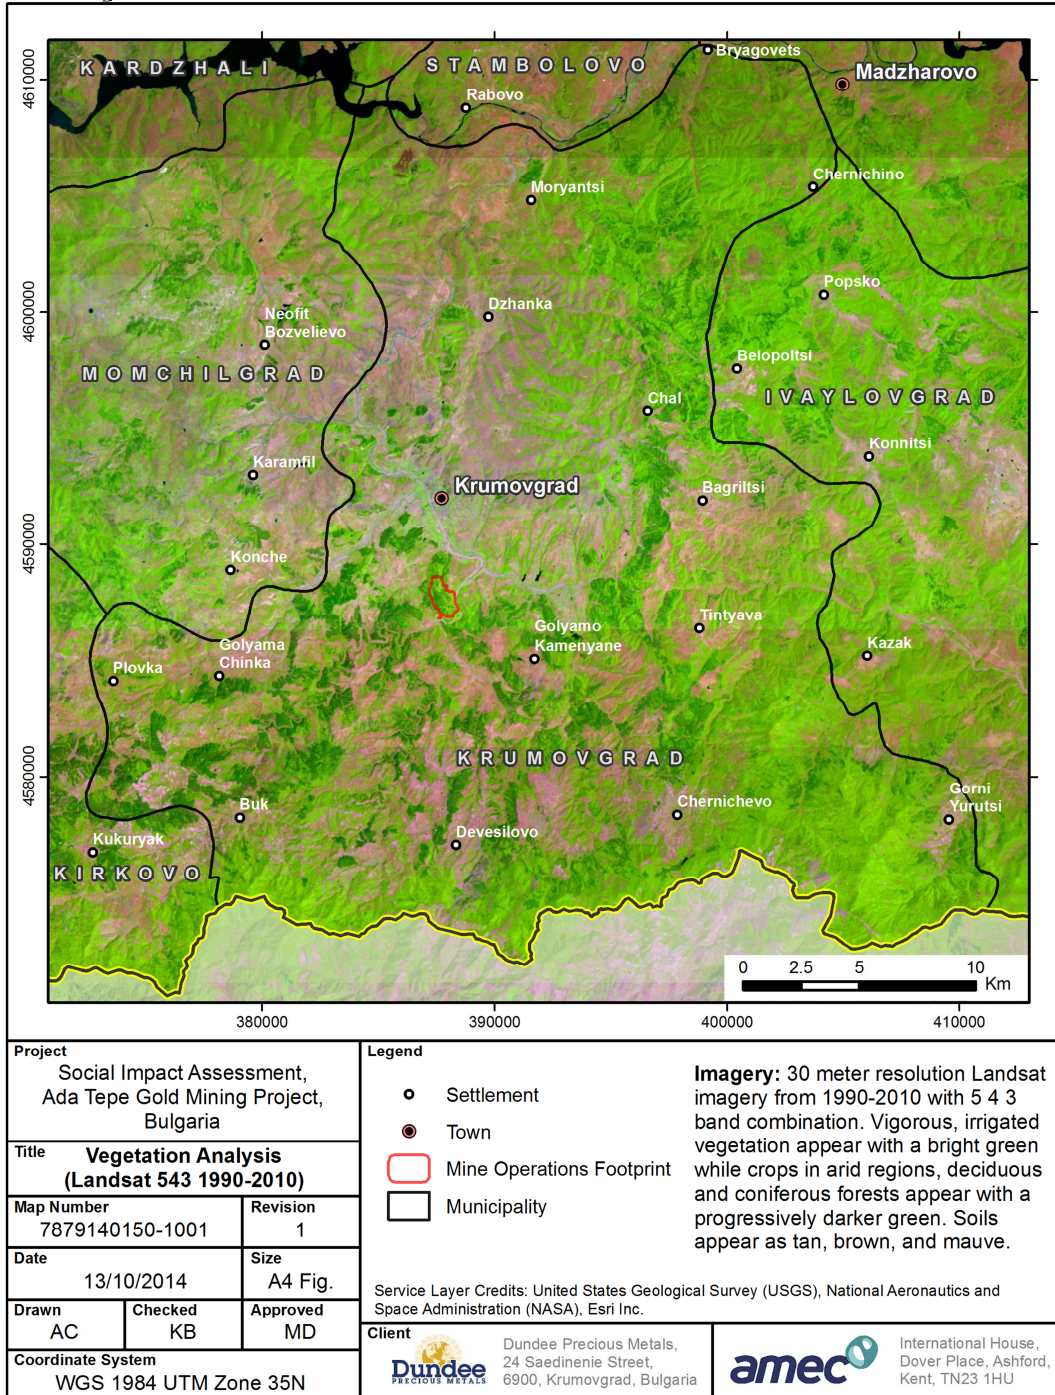 KARDZHALI
STAMBOLOVO
Bryagovets
Madzharovo
Rabovo
Chernichino
Moryantsi
Popsko
Dzhanka
Neofit
Bozvelievo
Belopoltsi
MOMCHILGRAD
IVAYLOVGRAD
Chal
Konnitsi
Karamfil
Krumovgrad
Bagriltsi
Konche
Tintyava
Golyamo
Kamenyane
Golyama
Chinka
Kazak
Plovka
KRUMOVGRAD
Gorni
Yurutsi
Chernichevo
Buk
Devesilovo
Kukuryak
KIRKOVO
4610000
4600000
4590000
4580000
0 2.5 5 10
Km
380000 390000 400000 410000
Project
Social Impact Assessment,
Ada Tepe Gold Mining Project,
Bulgaria
Title Vegetation Analysis
(Landsat 543 1990-2010)
Map Number
7879140150-1001
Revision
1
Date
13/10/2014
Size
A4 Fig.
Drawn
AC
Checked
KB
Approved
MD
Coordinate System
WGS 1984 UTM Zone 35N
Legend
Settlement
Town
Mine Operations Footprint
Municipality
Imagery: 30 meter resolution Landsat
imagery from 1990-2010 with 5 4 3
band combination. Vigorous, irrigated
vegetation appear with a bright green
while crops in arid regions, deciduous
and coniferous forests appear with a
progressively darker green. Soils
appear as tan, brown, and mauve.
Service Layer Credits: United States Geological Survey (USGS), National Aeronautics and
Space Administration (NASA), Esri Inc.
Client
Dundee
PRECIOUS METALS
Dundee Precious Metals,
24 Saedinenie Street,
6900, Krumovgrad, Bulgaria
amec
International House,
Dover Place, Ashford,
Kent, TN23 1HU